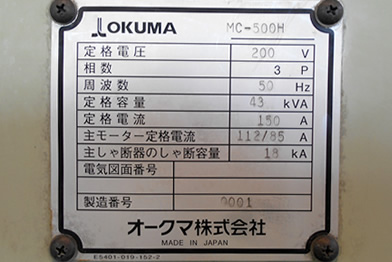 OKUMA MC-500H
定格電圧 200 V
相数 3 P
周波数 50 Hz
定格容量 43 kVA
定格電流 150 A
主モーター定格電流 112/85 A
主しゃ断器のしゃ断容量 18 kA
電気図面番号
製造番号 0001
オークマ株式会社
MADE IN JAPAN
E5401-019-152-2